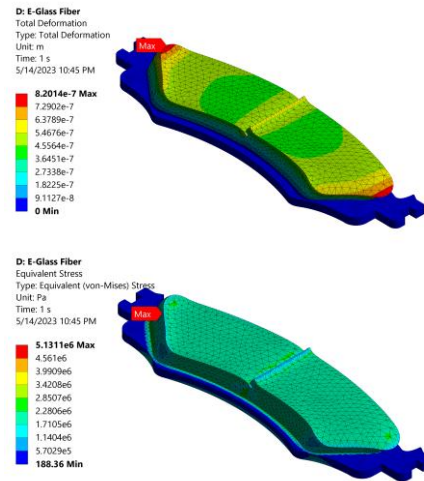 D: E-Glass Fiber
Total Deformation
Type: Total Deformation
Unit: m
Time: 1 s
5/14/2023 10:45 PM
Max
8.2014e-7 Max
7.2902e-7
6.3789e-7
5.4676e-7
4.5564e-7
3.6451e-7
2.7338e-7
1.8225e-7
9.1127e-8
0 Min
D: E-Glass Fiber
Equivalent Stress
Type: Equivalent (von-Mises) Stress
Unit: Pa
Time: 1 s
5/14/2023 10:45 PM
Max
5.1311e6 Max
4.561e6
3.9909e6
3.4208e6
2.8507e6
2.2806e6
1.7105e6
1.1404e6
5.7029e5
188.36 Min